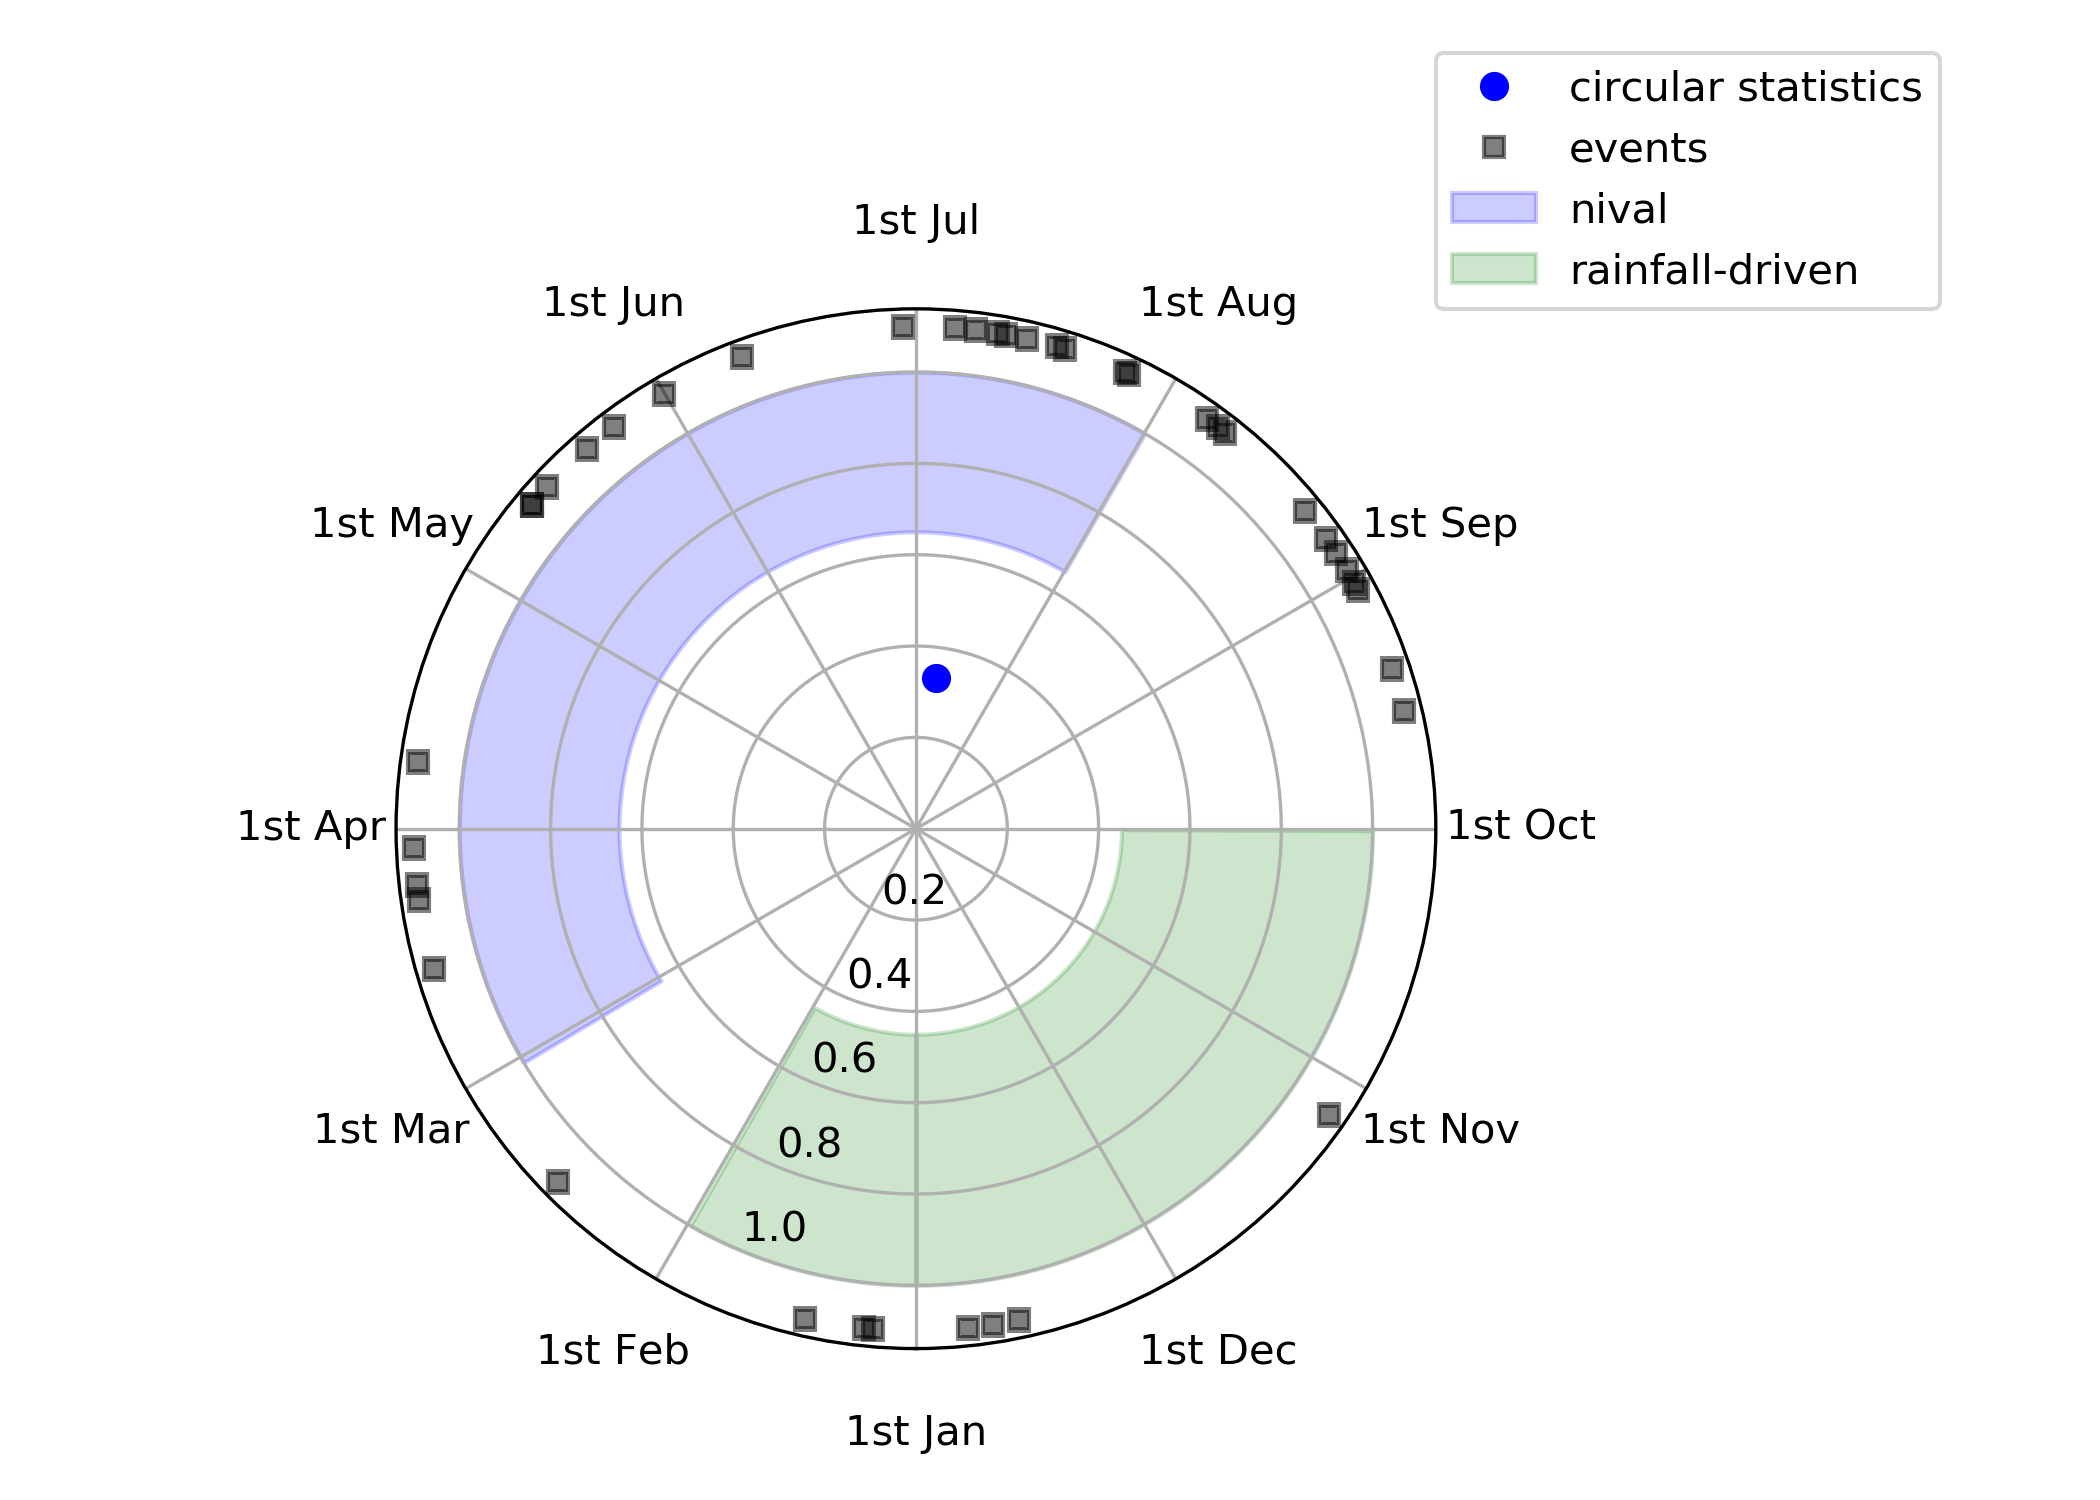 circular statistics
events
nival
rainfall-driven
1st Jul
1st Jun
1st Aug
1st May
1st Sep
1st Apr
1st Oct
0.2
0.4
0.6
1st Mar
1st Nov
0.8
1.0
1st Feb
1st Dec
1st Jan